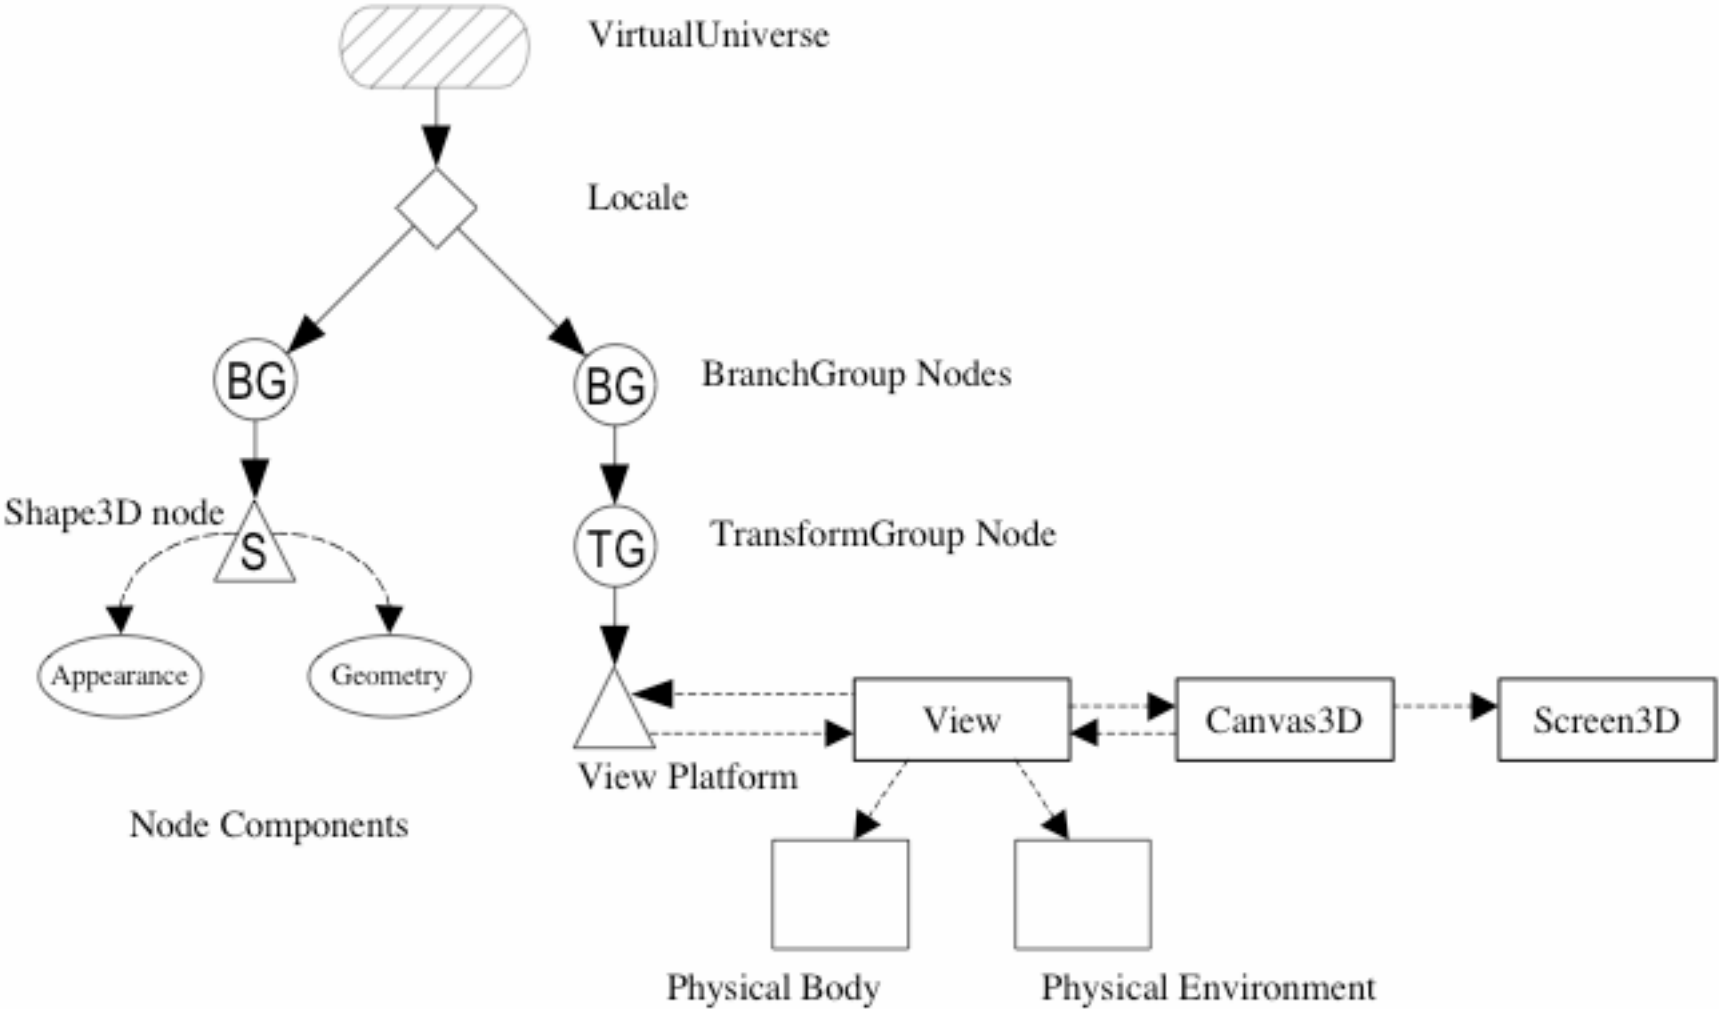 VirtualUniverse
Locale
BG
BG
BranchGroup Nodes
Shape3D node
S
TG
TransformGroup Node
Appearance
Geometry
View
Canvas3D
Screen3D
View Platform
Node Components
Physical Body
Physical Environment